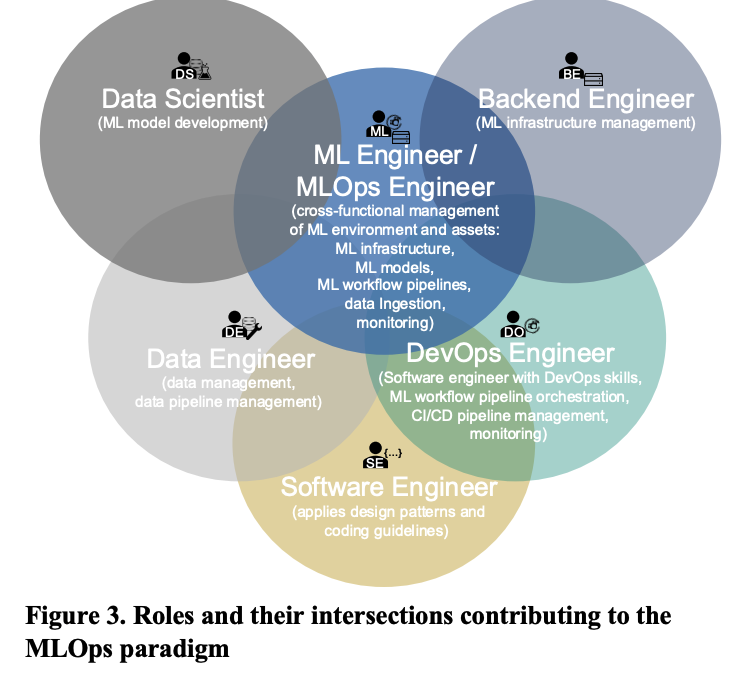 DS
Data Scientist
(ML model development)
BE
Backend Engineer
(ML infrastructure management)
ML
ML Engineer /
MLOps Engineer
(cross-functional management
of ML environment and assets:
ML infrastructure,
ML models,
ML workflow pipelines,
data Ingestion,
monitoring)
DE
Data Engineer
(data management,
data pipeline management)
DO
DevOps Engineer
(Software engineer with DevOps skills,
ML workflow pipeline orchestration,
CI/CD pipeline management,
monitoring)
SE
{...}
Software Engineer
(applies design patterns and
coding guidelines)
Figure 3. Roles and their intersections contributing to the
MLOps paradigm